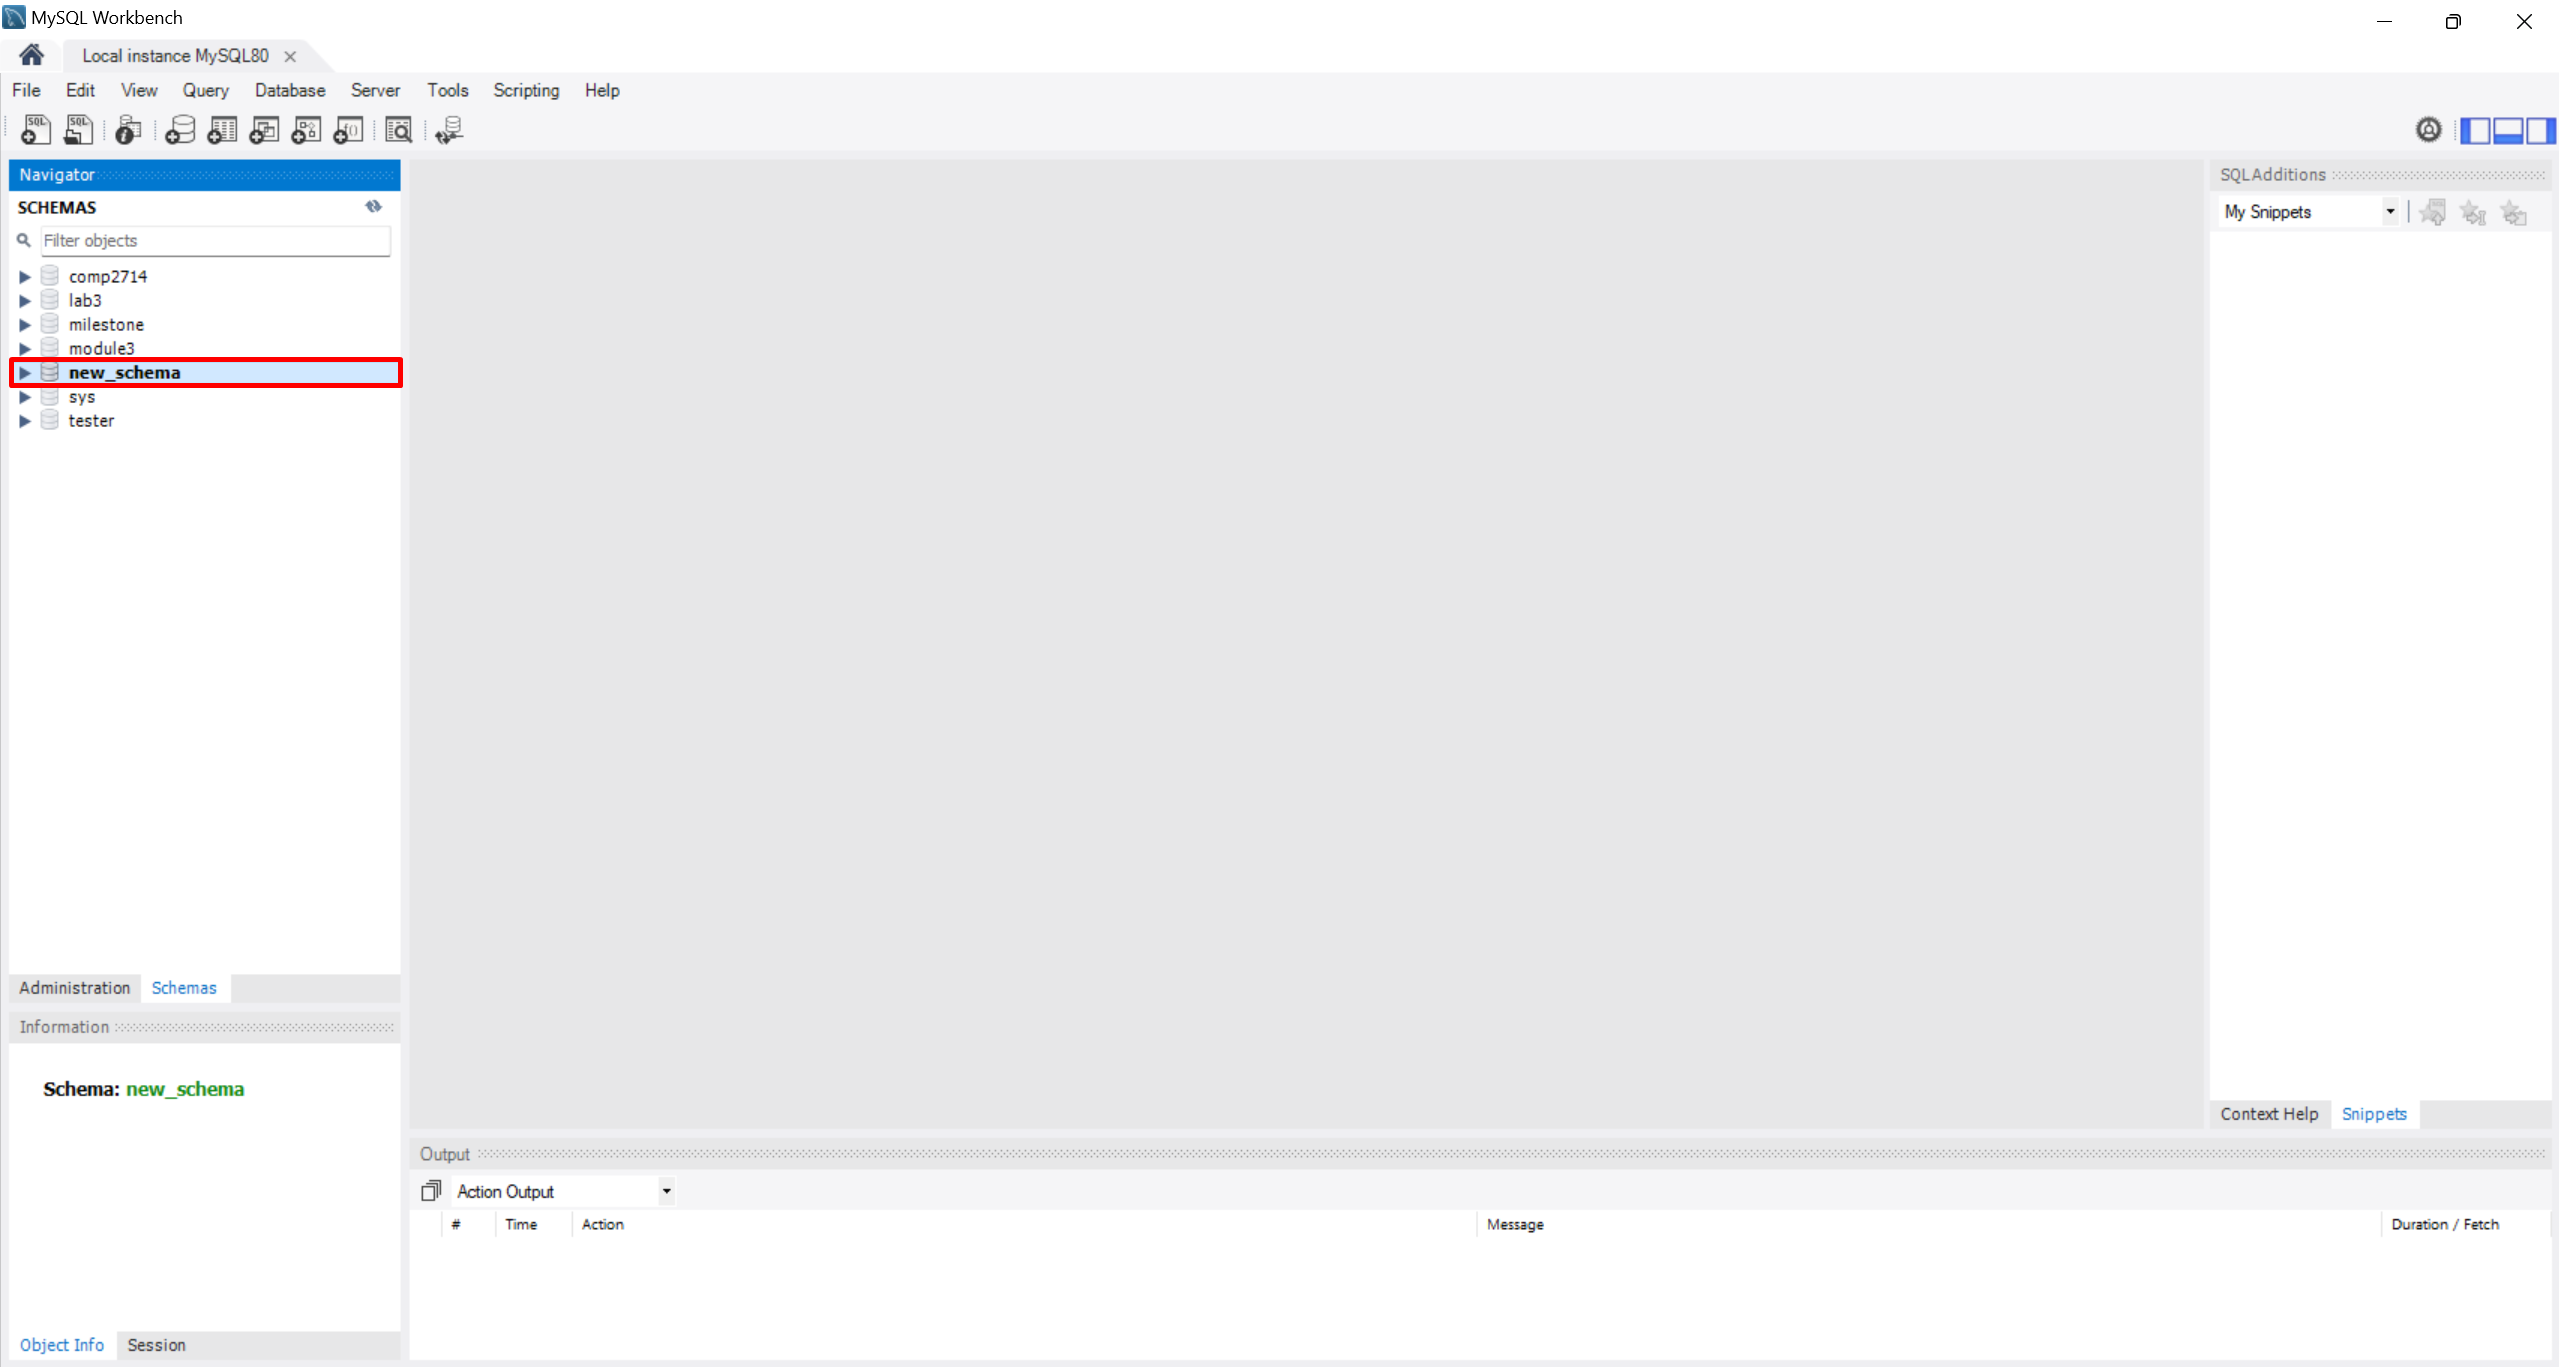 MySQL Workbench
Local instance MySQL80
File Edit View Query Database Server Tools Scripting Help
Navigator
SCHEMAS
Filter objects
comp2714
lab3
milestone
module3
new_schema
sys
tester
Administration Schemas
Information
Schema: new_schema
Object Info Session
SQLAdditions
My Snippets
Context Help Snippets
Output
Action Output
# Time Action Message Duration / Fetch